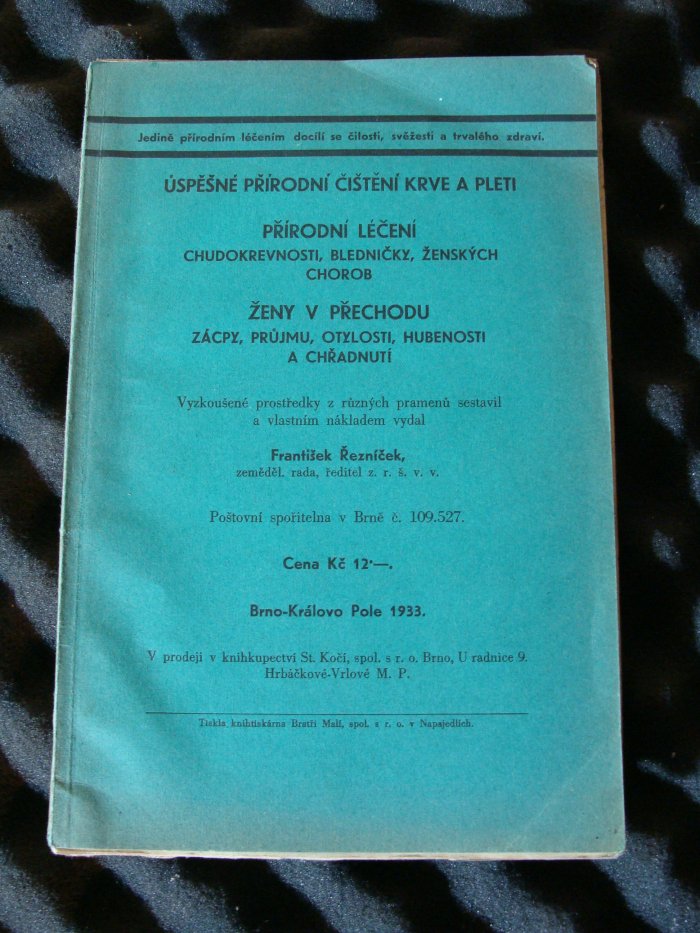 Jedině přírodním léčením docílí se čilosti, svěžesti a trvalého zdraví.
ÚSPĚŠNÉ PŘÍRODNÍ ČIŠTĚNÍ KRVE A PLETI
PŘÍRODNÍ LÉČENÍ
CHUDOKREVNOSTI, BLEDNIČKY, ŽENSKÝCH
CHOROB
ŽENY V PŘECHODU
ZÁCPY, PRŮJMU, OTYLOSTI, HUBENOSTI
A CHŘADNUTÍ
Vyzkoušené prostředky z různých pramenů sestavil
a vlastním nákladem vydal
František Řezníček,
zeměděl. rada, ředitel z. r. š. v. v.
Poštovní spořitelna v Brně č. 109.527.
Cena Kč 12·—.
Brno-Královo Pole 1933.
V prodeji v knihkupectví St. Kočí, spol. s r. o. Brno, U radnice 9.
Hrbáčkové-Vrlové M. P.
Tiskla knihtiskárna Bratří Malí, spol. s r. o. v Napajedlích.